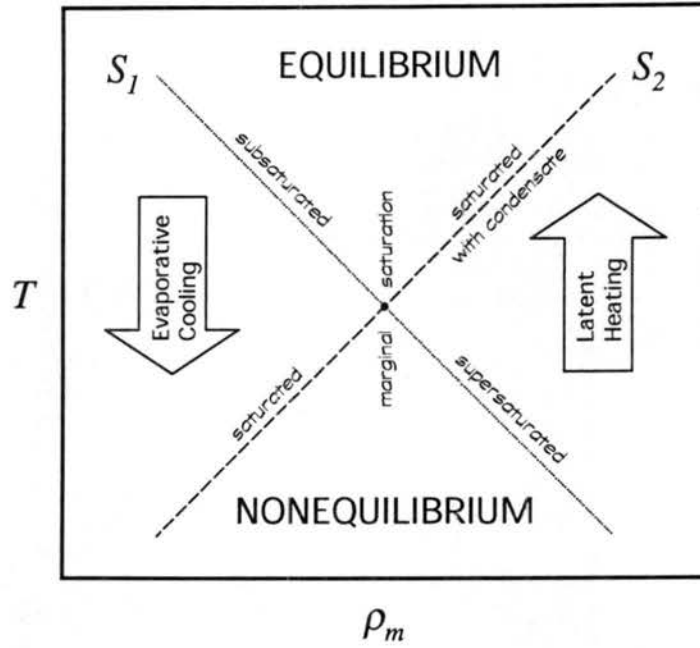 EQUILIBRIUM
S₁
S₂
subsaturated
saturated
with condensate
saturation
Evaporative
Cooling
T
Latent
Heating
marginal
saturated
supersaturated
NONEQUILIBRIUM
ρₘ